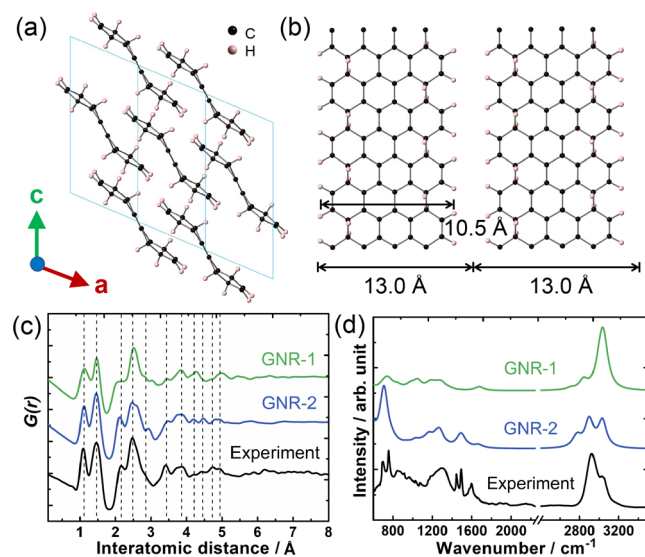 (a)
C
H
c
a
(b)
10.5 Å
13.0 Å 13.0 Å
(c)
GNR-1
GNR-2
Experiment
G(r)
1 2 3 4 5 6 7 8
Interatomic distance / Å
(d)
GNR-1
GNR-2
Experiment
Intensity / arb. unit
800 1200 1600 2000 2800 3200
Wavenumber / cm⁻¹